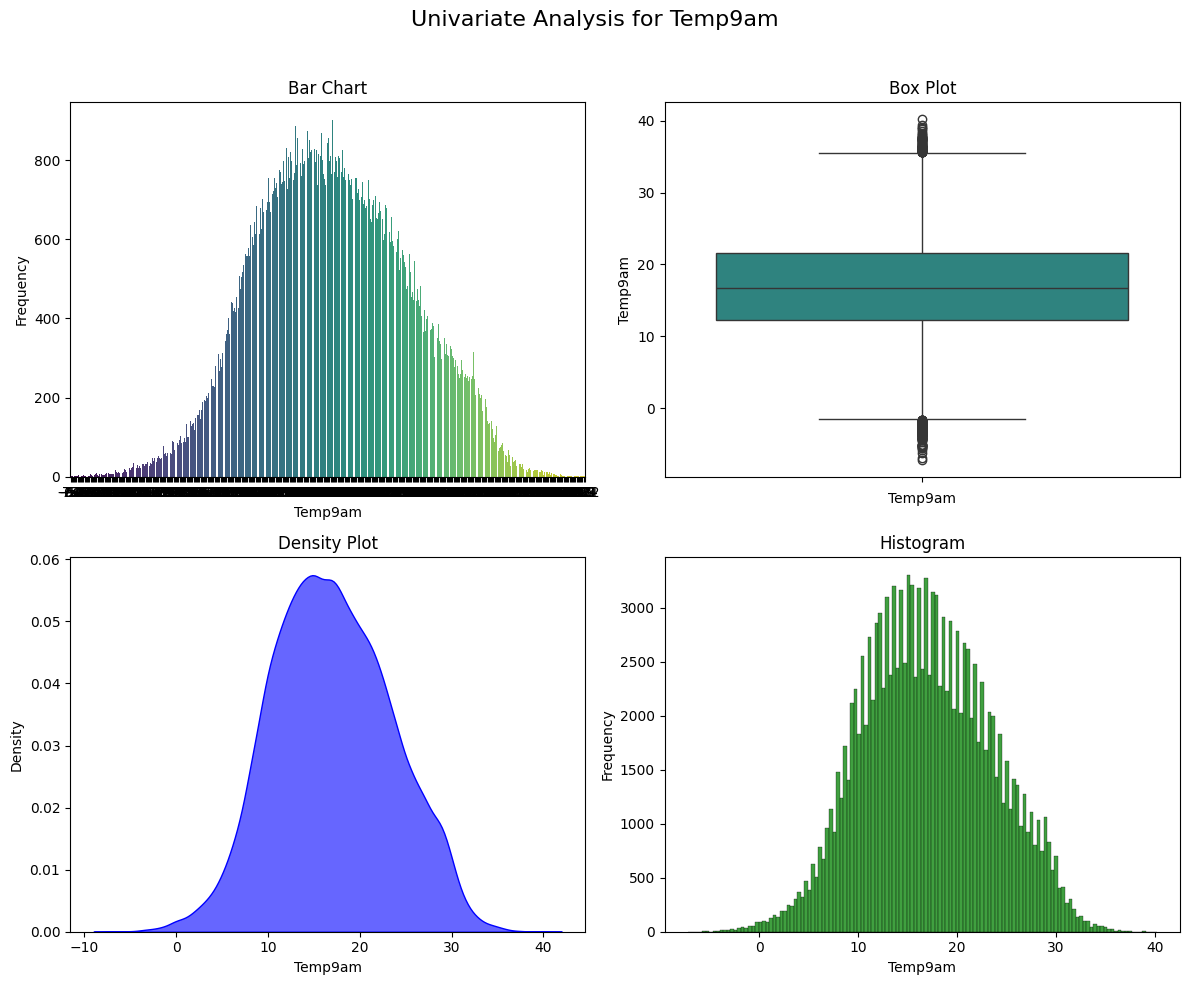 Univariate Analysis for Temp9am
Bar Chart
800
600
400
200
0
Frequency
Temp9am
Box Plot
40
30
20
10
0
Temp9am
Temp9am
Density Plot
0.06
0.05
0.04
0.03
0.02
0.01
0.00
Density
−10 0 10 20 30 40
Temp9am
Histogram
3000
2500
2000
1500
1000
500
0
Frequency
0 10 20 30 40
Temp9am